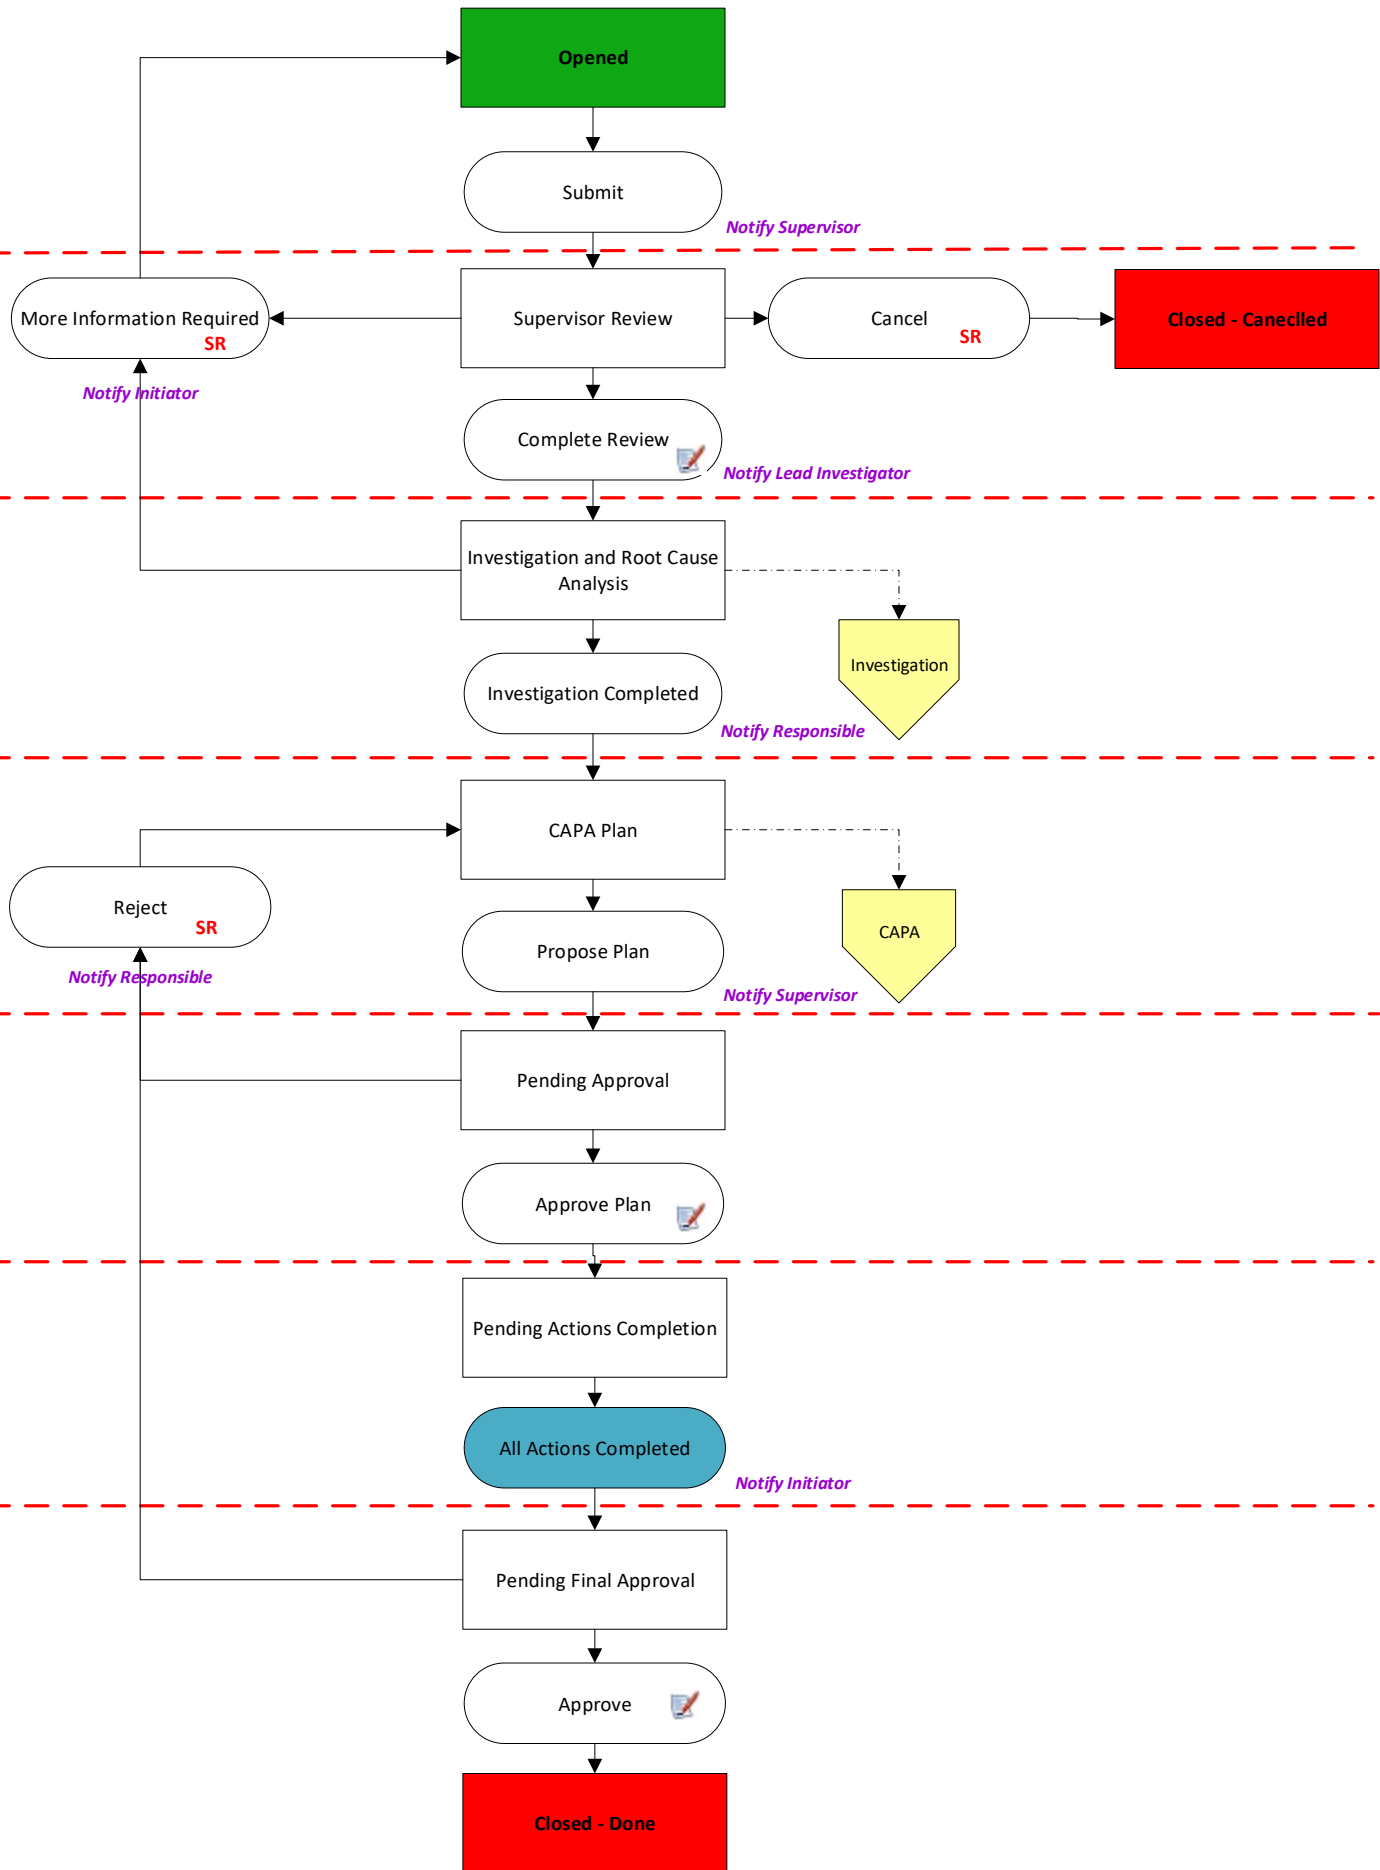 Opened
Submit
Notify Supervisor
More Information Required
SR
Supervisor Review
Cancel
SR
Closed - Caneclled
Notify Initiator
Complete Review
Notify Lead Investigator
Investigation and Root Cause
Analysis
Investigation
Investigation Completed
Notify Responsible
CAPA Plan
Reject
SR
CAPA
Propose Plan
Notify Responsible
Notify Supervisor
Pending Approval
Approve Plan
Pending Actions Completion
All Actions Completed
Notify Initiator
Pending Final Approval
Approve
Closed - Done